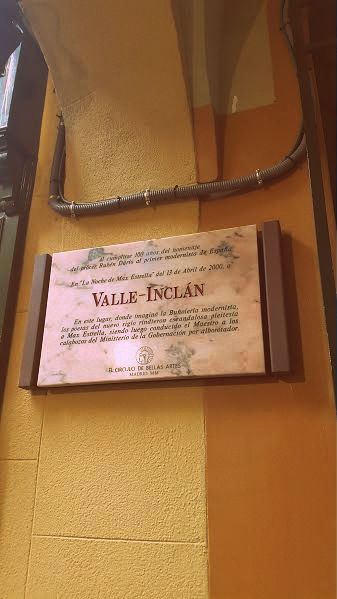 al cumplirse 100 años del homenaje
del prócer Rubén Darío al primer modernista de España,
En "La Noche de Max Estrella" del 13 de Abril de 2000, a
VALLE-INCLÁN
En este lugar, donde imaginó la Buñolería modernista,
los poetas del nuevo siglo rindieron escandalosa pleitesía
a Max Estrella, siendo luego conducido el Maestro a los
calabozos del Ministerio de la Gobernación por alborotador.
EL CIRCULO DE BELLAS ARTES
MADRID MM